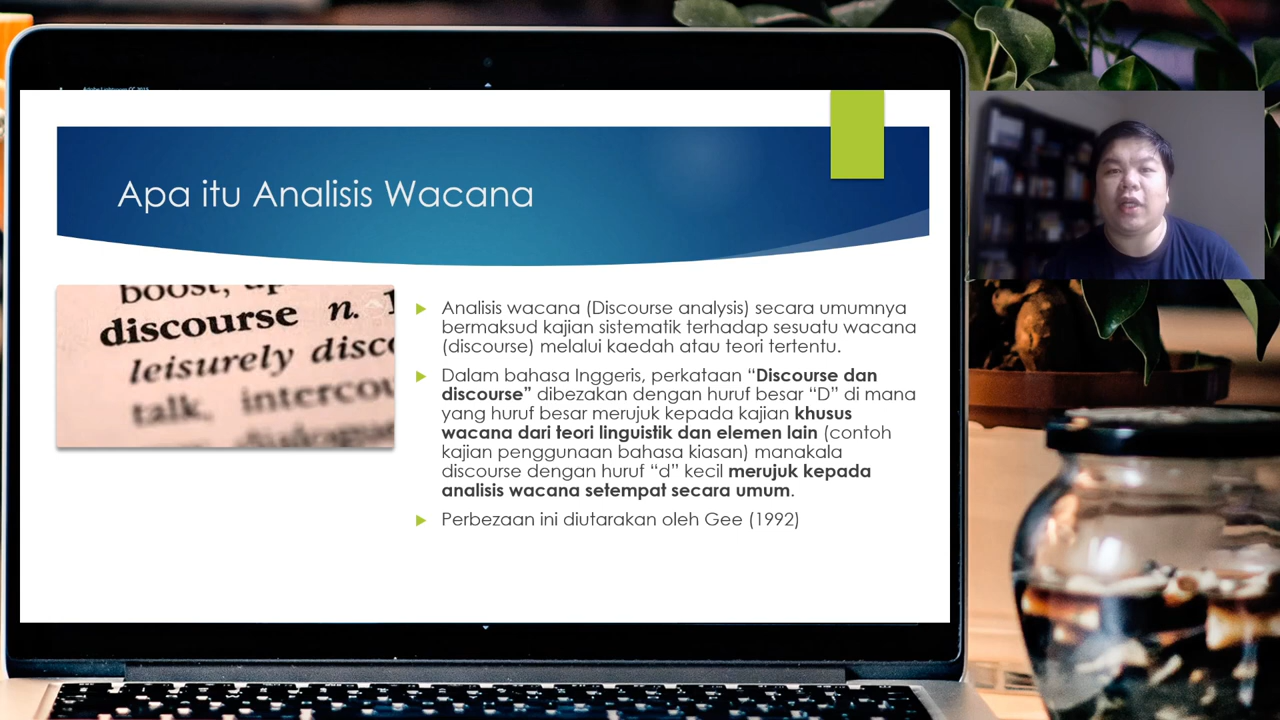 Apa itu Analisis Wacana
boost,
discourse n.
leisurely
talk,
Analisis wacana (Discourse analysis) secara umumnya
bermaksud kajian sistematik terhadap sesuatu wacana
(discourse) melalui kaedah atau teori tertentu.
Dalam bahasa Inggeris, perkataan “Discourse dan
discourse” dibezakan dengan huruf besar “D” di mana
yang huruf besar merujuk kepada kajian khusus
wacana dari teori linguistik dan elemen lain (contoh
kajian penggunaan bahasa kiasan) manakala
discourse dengan huruf “d” kecil merujuk kepada
analisis wacana setempat secara umum.
Perbezaan ini diutarakan oleh Gee (1992)